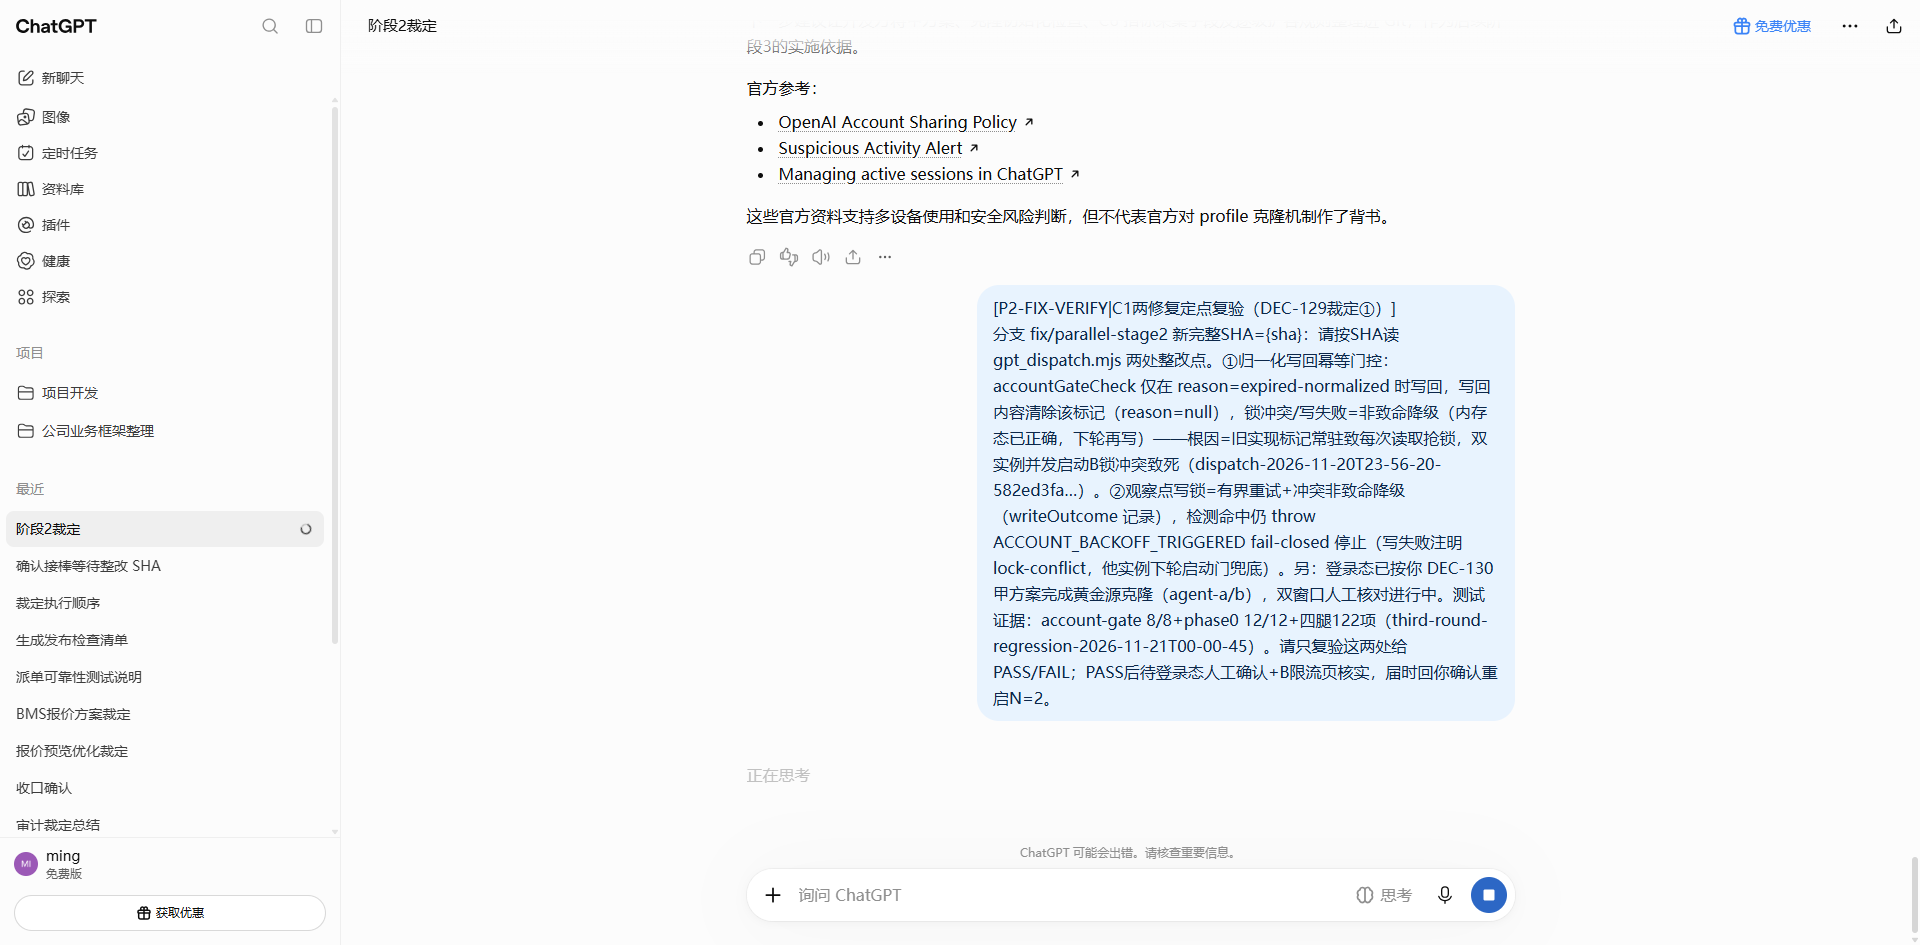 ChatGPT
新聊天
图像
定时任务
资料库
插件
健康
探索
项目
项目开发
公司业务框架整理
最近
阶段2裁定
确认接棒等待整改 SHA
裁定执行顺序
生成发布检查清单
派单可靠性测试说明
BMS报价方案裁定
报价预览优化裁定
收口确认
审计裁定总结
MI
ming
免费版
获取优惠
阶段2裁定
免费优惠
段3的实施依据。
官方参考：
• OpenAI Account Sharing Policy ↗
• Suspicious Activity Alert ↗
• Managing active sessions in ChatGPT ↗
这些官方资料支持多设备使用和安全风险判断，但不代表官方对 profile 克隆机制作了背书。
[P2-FIX-VERIFY|C1两修复定点复验（DEC-129裁定①）]
分支 fix/parallel-stage2 新完整SHA={sha}：请按SHA读
gpt_dispatch.mjs 两处整改点。①归一化写回幂等门控：
accountGateCheck 仅在 reason=expired-normalized 时写回，写回
内容清除该标记（reason=null），锁冲突/写失败=非致命降级（内存
态已正确，下轮再写）——根因=旧实现标记常驻致每次读取抢锁，双
实例并发启动B锁冲突致死（dispatch-2026-11-20T23-56-20-
582ed3fa…）。②观察点写锁=有界重试+冲突非致命降级
（writeOutcome 记录），检测命中仍 throw
ACCOUNT_BACKOFF_TRIGGERED fail-closed 停止（写失败注明
lock-conflict，他实例下轮启动门兜底）。另：登录态已按你 DEC-130
甲方案完成黄金源克隆（agent-a/b），双窗口人工核对进行中。测试
证据：account-gate 8/8+phase0 12/12+四腿122项（third-round-
regression-2026-11-21T00-00-45）。请只复验这两处给
PASS/FAIL；PASS后待登录态人工确认+B限流页核实，届时回你确认重
启N=2。
正在思考
ChatGPT 可能会出错。请核查重要信息。
询问 ChatGPT
思考